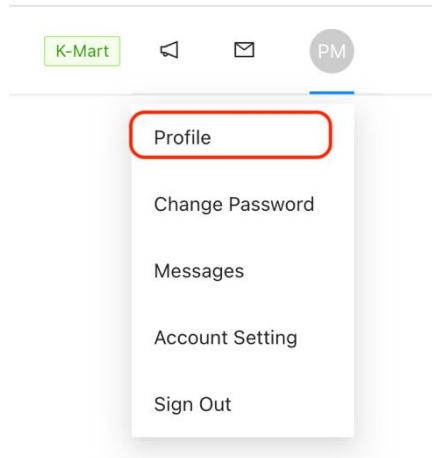 K-Mart
PM
Profile
Change Password
Messages
Account Setting
Sign Out